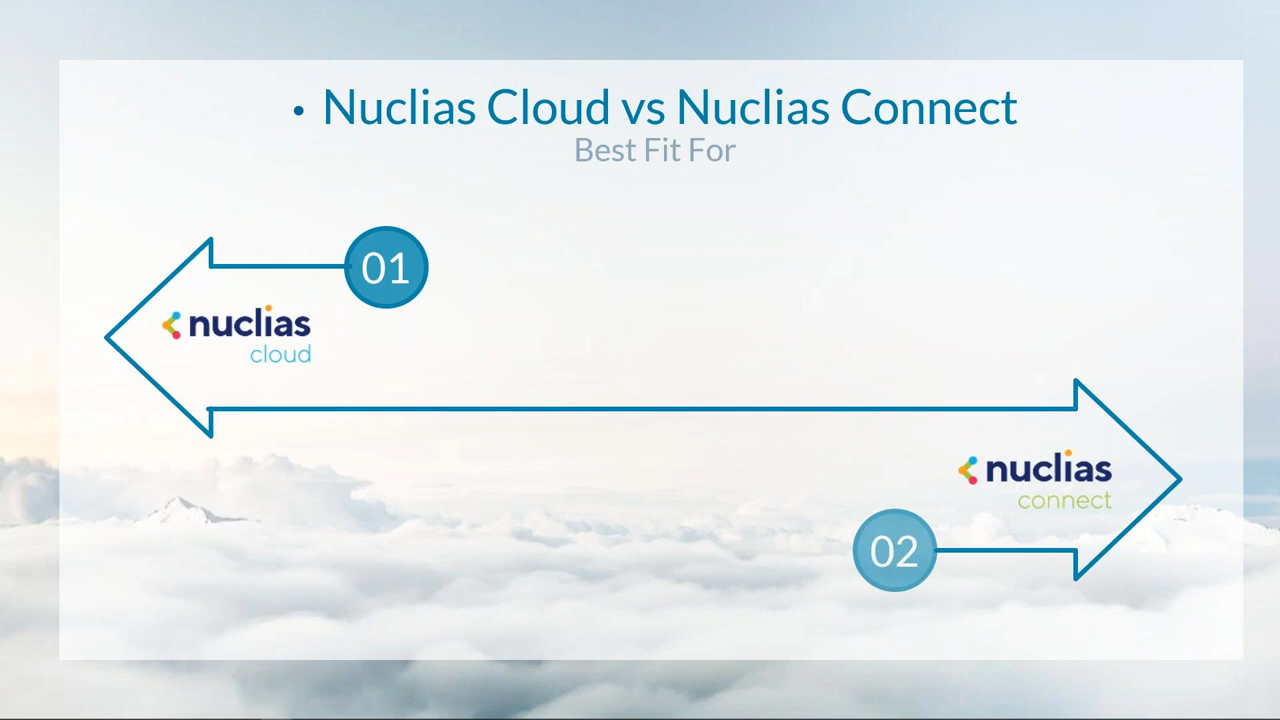 • Nuclias Cloud vs Nuclias Connect
Best Fit For
01
nuclias
cloud
nuclias
connect
02